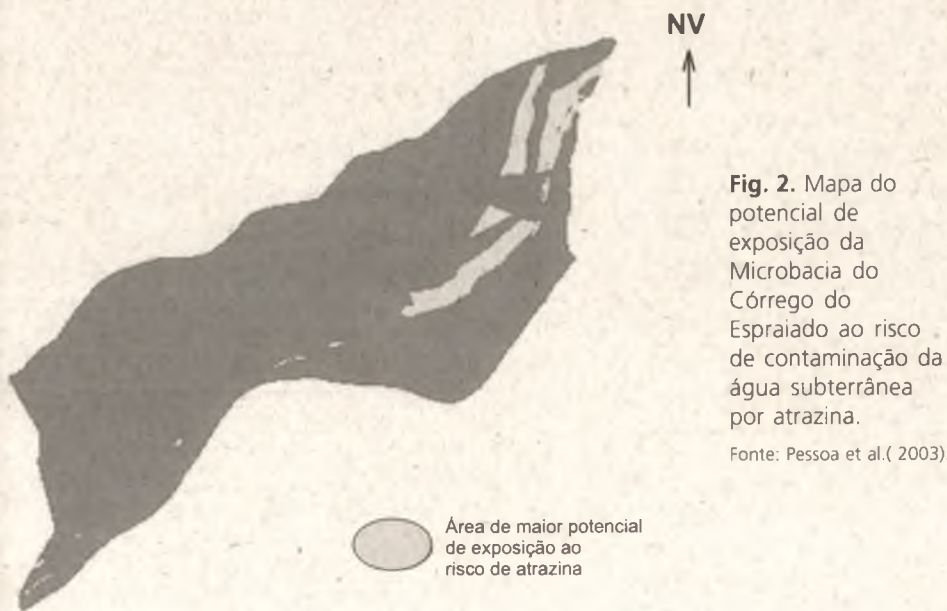 NV
Fig. 2. Mapa do
potencial de
exposição da
Microbacia do
Córrego do
Espraiado ao risco
de contaminação da
água subterrânea
por atrazina.
Fonte: Pessoa et al.( 2003)
Área de maior potencial
de exposição ao
risco de atrazina